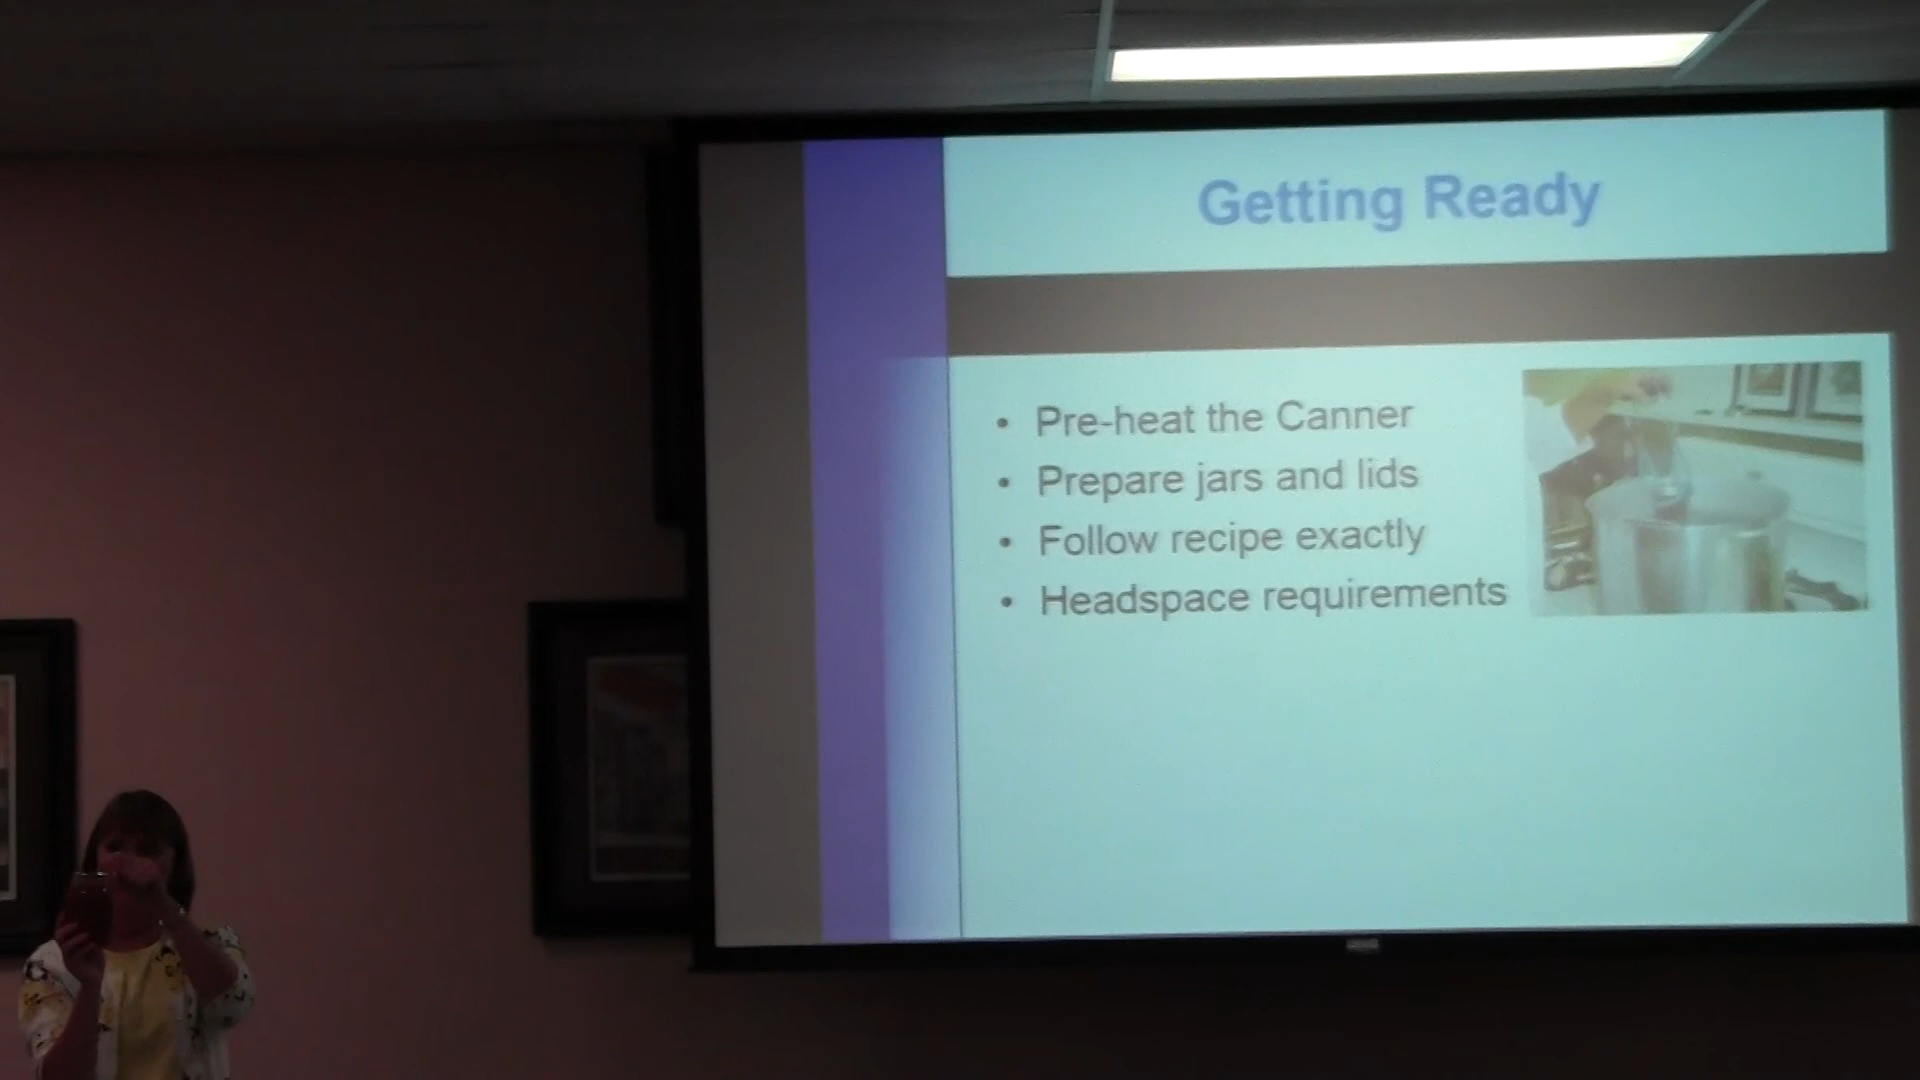 Getting Ready
• Pre-heat the Canner
• Prepare jars and lids
• Follow recipe exactly
• Headspace requirements